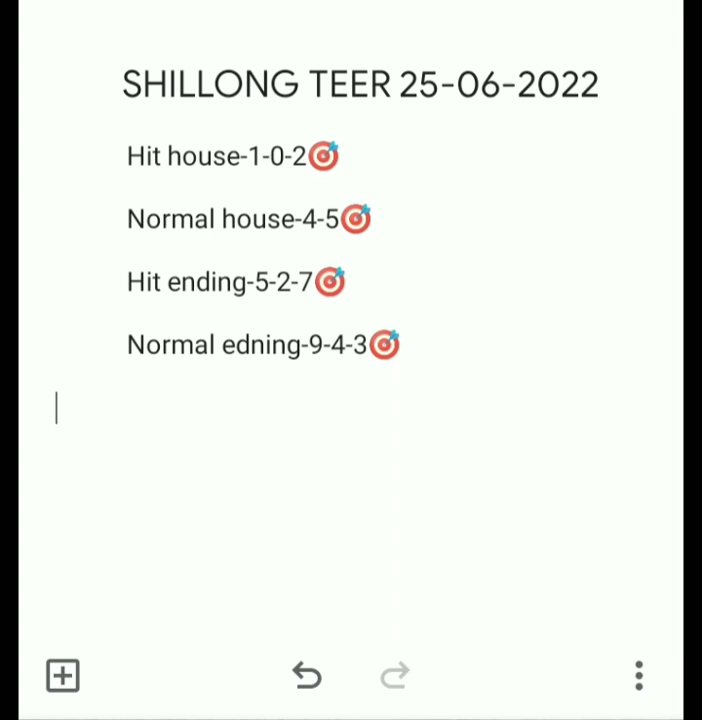 SHILLONG TEER 25-06-2022
Hit house-1-0-2🎯
Normal house-4-5🎯
Hit ending-5-2-7🎯
Normal edning-9-4-3🎯